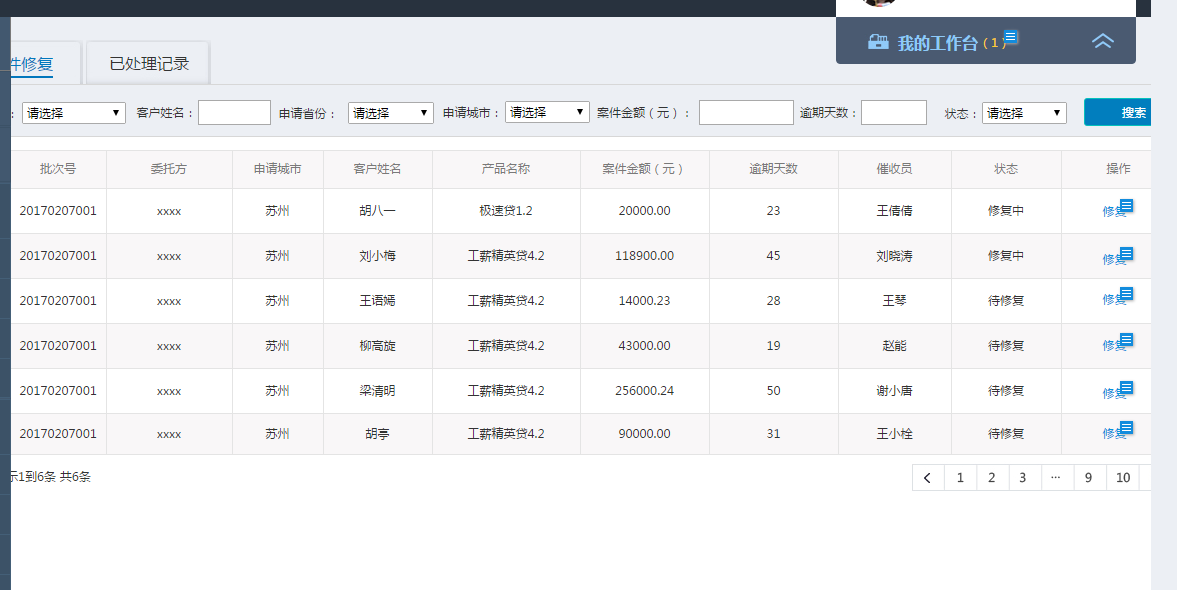 我的工作台 ( 1 )
件修复 已处理记录
: 请选择 客户姓名： 申请省份： 请选择 申请城市： 请选择 案件金额（元）： 逾期天数： 状态： 请选择 搜索
批次号 委托方 申请城市 客户姓名 产品名称 案件金额（元） 逾期天数 催收员 状态 操作
20170207001 xxxx 苏州 胡八一 极速贷1.2 20000.00 23 王倩倩 修复中 修复
20170207001 xxxx 苏州 刘小梅 工薪精英贷4.2 118900.00 45 刘晓涛 修复中 修复
20170207001 xxxx 苏州 王语嫣 工薪精英贷4.2 14000.23 28 王琴 待修复 修复
20170207001 xxxx 苏州 柳高旋 工薪精英贷4.2 43000.00 19 赵能 待修复 修复
20170207001 xxxx 苏州 梁清明 工薪精英贷4.2 256000.24 50 谢小唐 待修复 修复
20170207001 xxxx 苏州 胡亭 工薪精英贷4.2 90000.00 31 王小栓 待修复 修复
示1到6条 共6条 1 2 3 ... 9 10